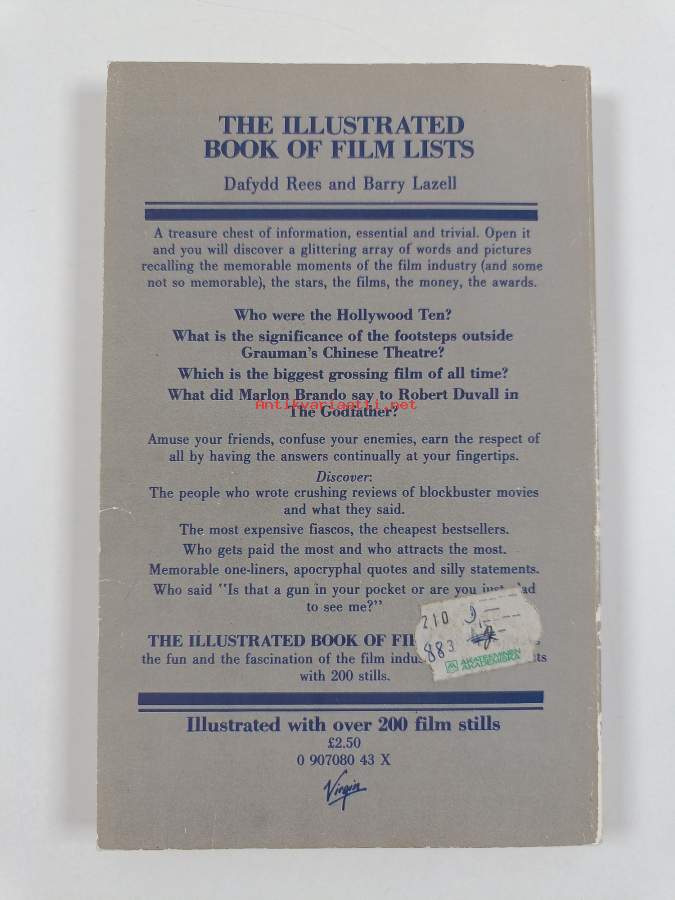 THE ILLUSTRATED
BOOK OF FILM LISTS
Dafydd Rees and Barry Lazell
A treasure chest of information, essential and trivial. Open it
and you will discover a glittering array of words and pictures
recalling the memorable moments of the film industry (and some
not so memorable), the stars, the films, the money, the awards.
Who were the Hollywood Ten?
What is the significance of the footsteps outside
Grauman's Chinese Theatre?
Which is the biggest grossing film of all time?
What did Marlon Brando say to Robert Duvall in
Antikvariaatti.net
The Godfather?
Amuse your friends, confuse your enemies, earn the respect of
all by having the answers continually at your fingertips.
Discover:
The people who wrote crushing reviews of blockbuster movies
and what they said.
The most expensive fiascos, the cheapest bestsellers.
Who gets paid the most and who attracts the most.
Memorable one-liners, apocryphal quotes and silly statements.
Who said "Is that a gun in your pocket or are you
to see me?"
210
883
AKATEEMINEN
AKADEMISKA
THE ILLUSTRATED BOOK OF
the fun and the fascination of the film
with 200 stills.
Illustrated with over 200 film stills
£2.50
0 907080 43 X
Virgin